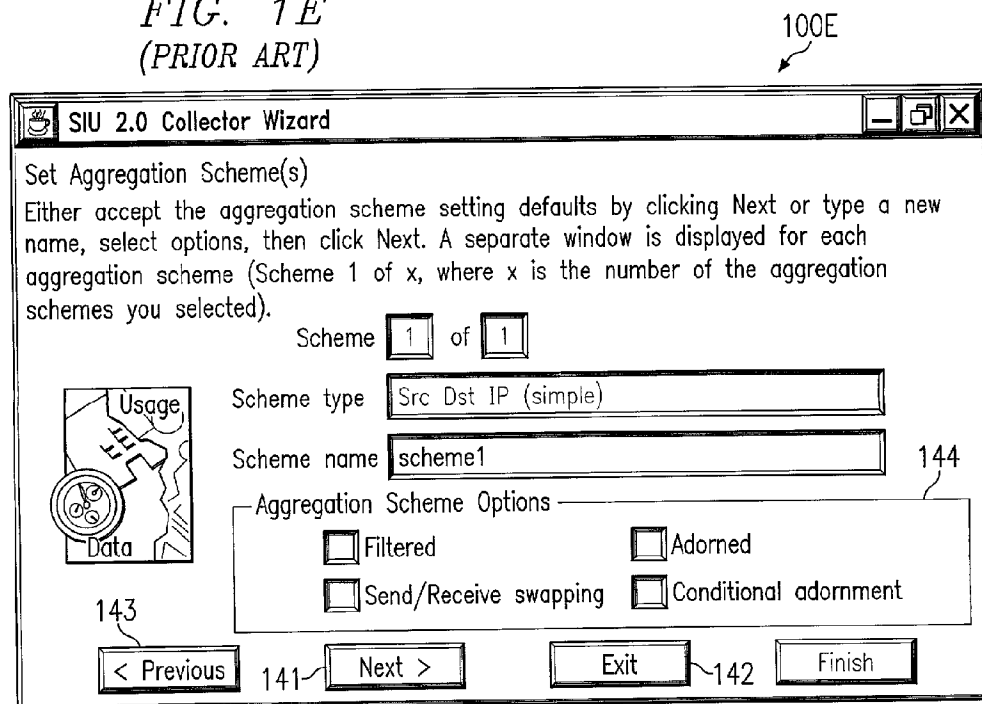 FIG. 1E
(PRIOR ART)
100E
SIU 2.0 Collector Wizard
Set Aggregation Scheme(s)
Either accept the aggregation scheme setting defaults by clicking Next or type a new
name, select options, then click Next. A separate window is displayed for each
aggregation scheme (Scheme 1 of x, where x is the number of the aggregation
schemes you selected).
Scheme 1 of 1
Usage
Data
Scheme type Src Dst IP (simple)
Scheme name scheme1
144
Aggregation Scheme Options
Filtered Adorned
Send/Receive swapping Conditional adornment
143
< Previous 141 Next > Exit 142 Finish